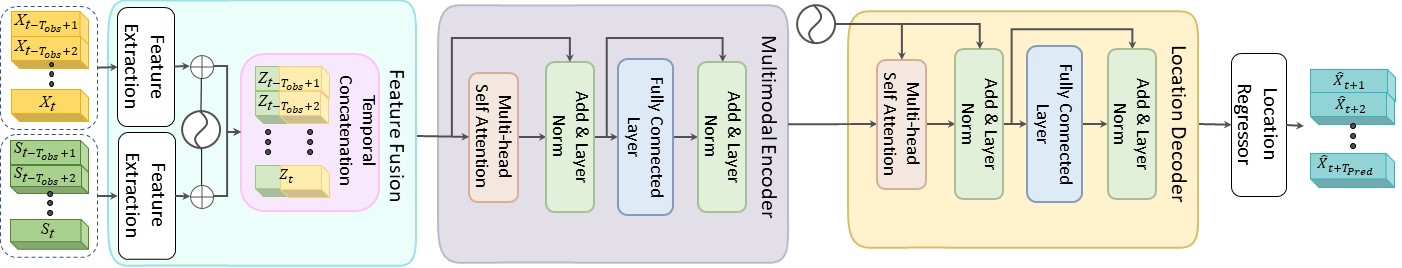 X_{t-T_{obs}+1}
X_{t-T_{obs}+2}
X_t
S_{t-T_{obs}+1}
S_{t-T_{obs}+2}
S_t
Feature
Extraction
Feature
Extraction
Z_{t-T_{obs}+1}
Z_{t-T_{obs}+2}
Z_t
Temporal
Concatenation
Feature Fusion
Multi-head
Self Attention
Add & Layer
Norm
Fully Connected
Layer
Add & Layer
Norm
Multimodal Encoder
Multi-head
Self Attention
Add & Layer
Norm
Fully Connected
Layer
Add & Layer
Norm
Location Decoder
Location
Regressor
X̂_{t+1}
X̂_{t+2}
X̂_{t+T_{Pred}}